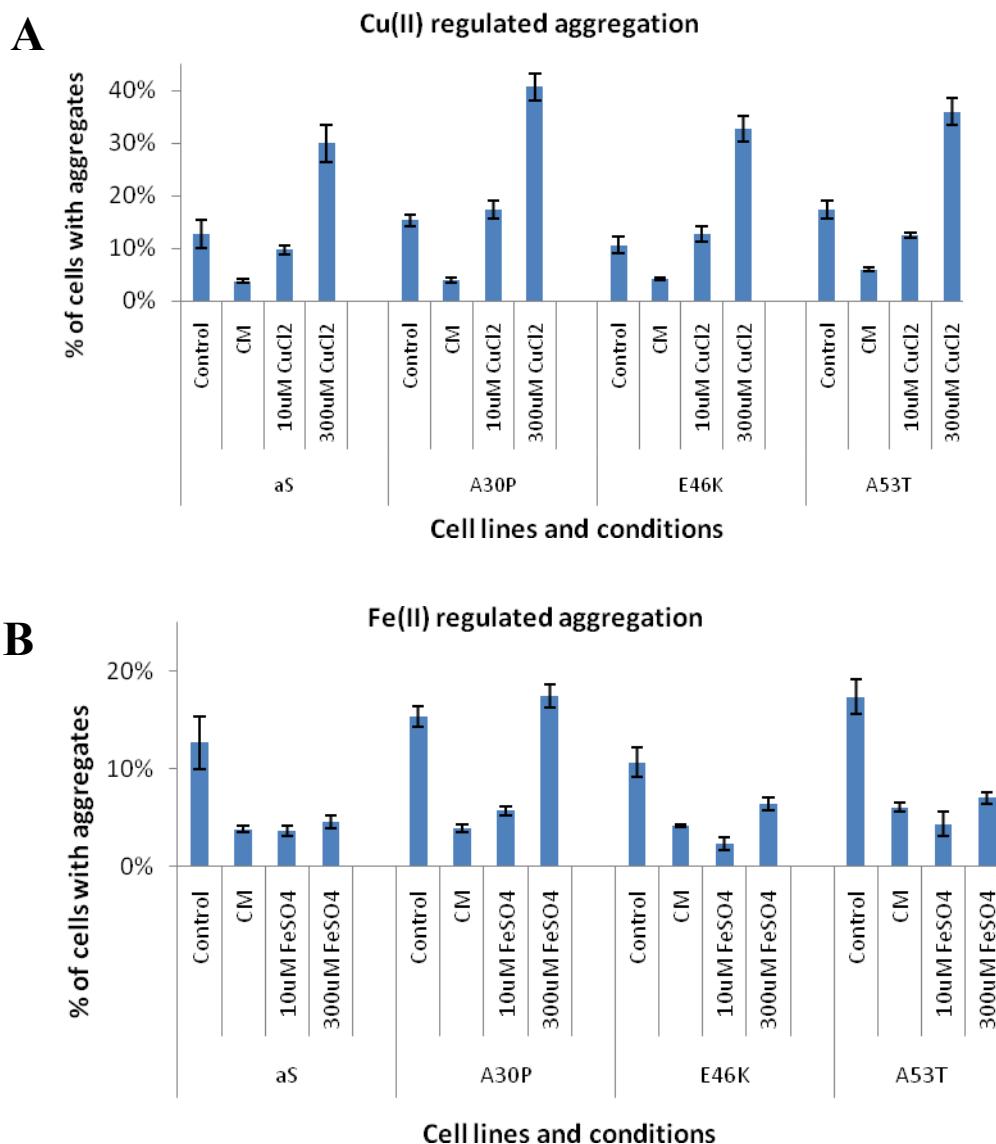 A
Cu(II) regulated aggregation
% of cells with aggregates
40%
30%
20%
10%
0%
Control
CM
10uM CuCl2
300uM CuCl2
Control
CM
10uM CuCl2
300uM CuCl2
Control
CM
10uM CuCl2
300uM CuCl2
Control
CM
10uM CuCl2
300uM CuCl2
aS
A30P
E46K
A53T
Cell lines and conditions
B
Fe(II) regulated aggregation
% of cells with aggregates
20%
10%
0%
Control
CM
10uM FeSO4
300uM FeSO4
Control
CM
10uM FeSO4
300uM FeSO4
Control
CM
10uM FeSO4
300uM FeSO4
Control
CM
10uM FeSO4
300uM FeSO4
aS
A30P
E46K
A53T
Cell lines and conditions